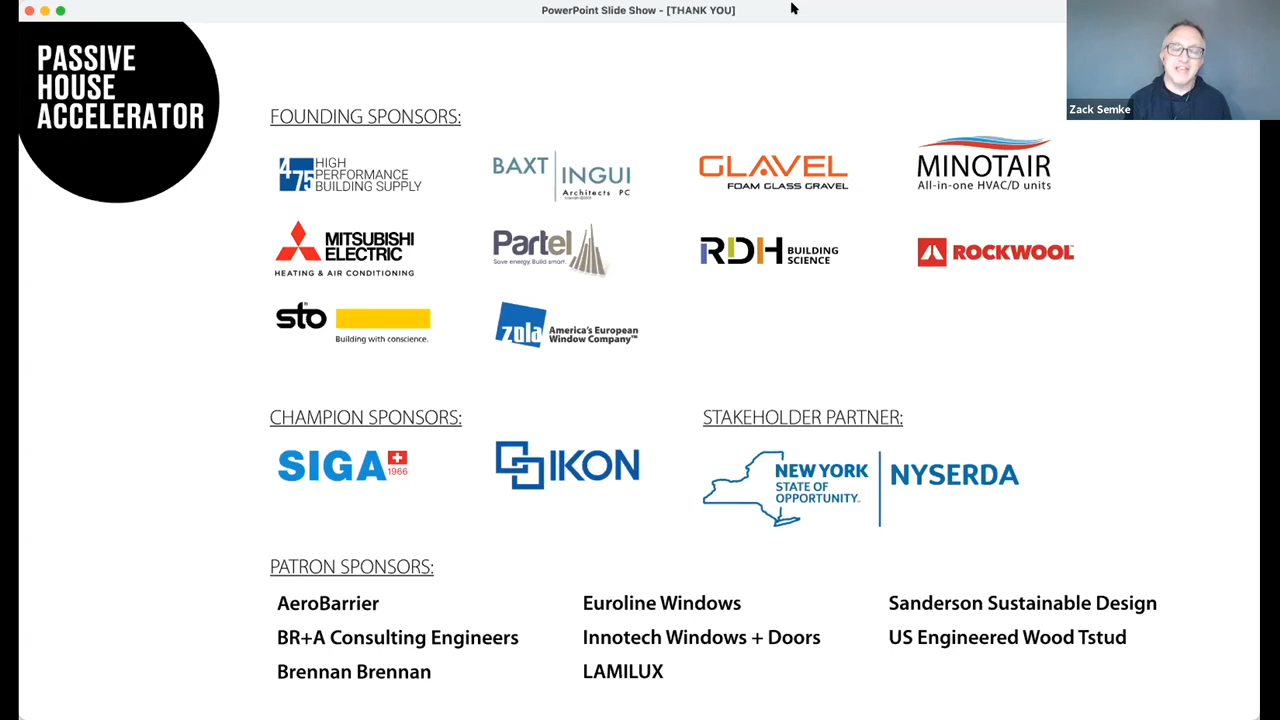 PowerPoint Slide Show - [THANK YOU]
Zack Semke
PASSIVE
HOUSE
ACCELERATOR
FOUNDING SPONSORS:
475 HIGH
PERFORMANCE
BUILDING SUPPLY
BAXT INGUI
Architects PC
GLAVEL
FOAM GLASS GRAVEL
MINOTAIR
All-in-one HVAC/D units
MITSUBISHI
ELECTRIC
HEATING & AIR CONDITIONING
Partel
Save energy. Build smart.
RDH BUILDING
SCIENCE
ROCKWOOL
sto
Building with conscience.
zola America's European
Window Company™
CHAMPION SPONSORS:
SIGA 1966
IKON
STAKEHOLDER PARTNER:
NEW YORK
STATE OF
OPPORTUNITY
NYSERDA
PATRON SPONSORS:
AeroBarrier
BR+A Consulting Engineers
Brennan Brennan
Euroline Windows
Innotech Windows + Doors
LAMILUX
Sanderson Sustainable Design
US Engineered Wood Tstud